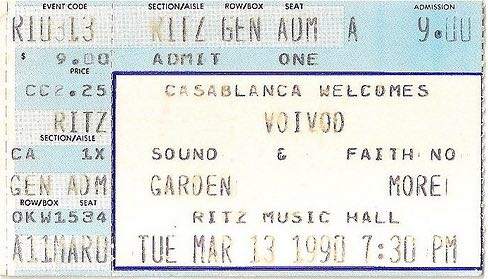 EVENT CODE SECTION/AISLE ROW/BOX SEAT ADMISSION
RIU313 RITZ GEN ADM A 9.00
$ 9.00 ADMIT ONE
PRICE
CC2.25 CASABLANCA WELCOMES
RITZ VOIVOD
SECTION/AISLE
CA 1X SOUND & FAITH NO
GEN ADM GARDEN MORE!
ROW/BOX SEAT
OKW1534 RITZ MUSIC HALL
A11MAR0 TUE MAR 13 1990 7:30 PM